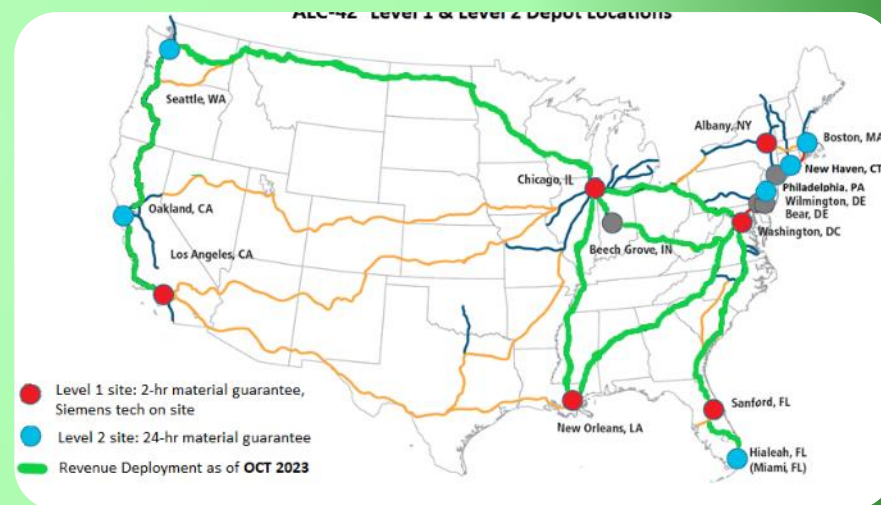 ALC-42 Level 1 & Level 2 Depot Locations
Seattle, WA
Albany, NY
Boston, MA
Chicago, IL
New Haven, CT
Philadelphia, PA
Wilmington, DE
Bear, DE
Oakland, CA
Washington, DC
Beech Grove, IN
Los Angeles, CA
Level 1 site: 2-hr material guarantee,
Siemens tech on site
Sanford, FL
New Orleans, LA
Level 2 site: 24-hr material guarantee
Hialeah, FL
(Miami, FL)
Revenue Deployment as of OCT 2023